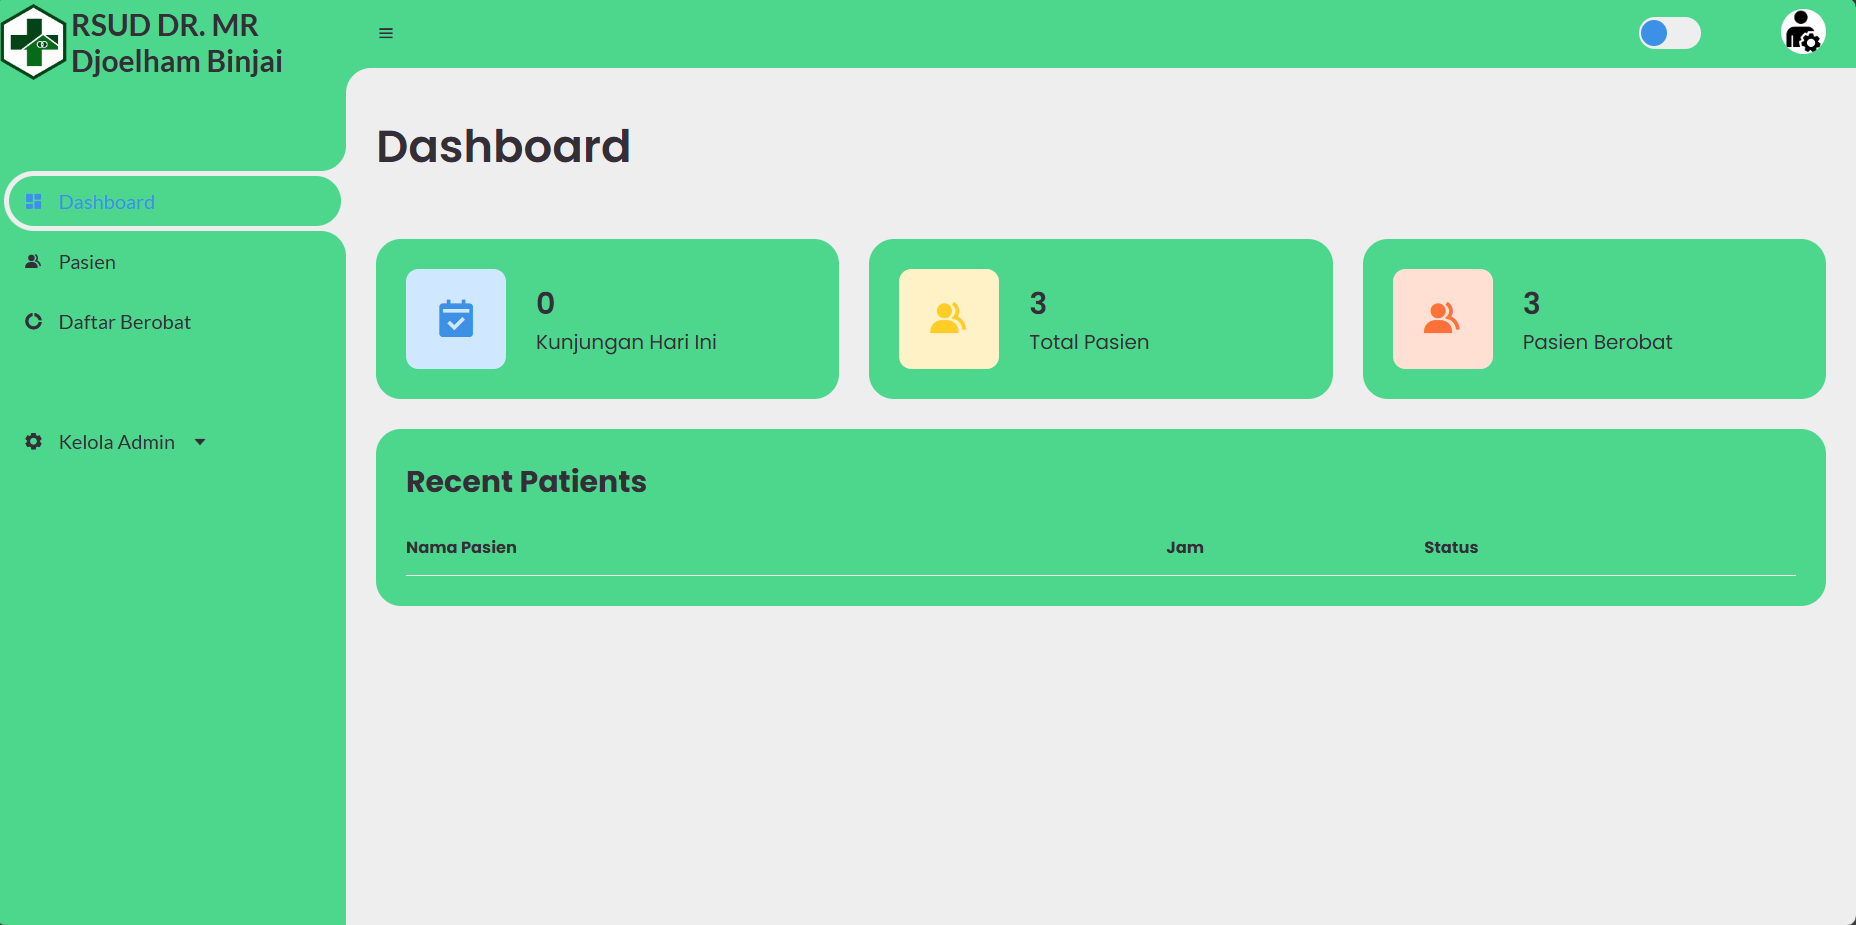 RSUD DR. MR
Djoelham Binjai
Dashboard
Pasien
Daftar Berobat
Kelola Admin
Dashboard
0
Kunjungan Hari Ini
3
Total Pasien
3
Pasien Berobat
Recent Patients
Nama Pasien Jam Status